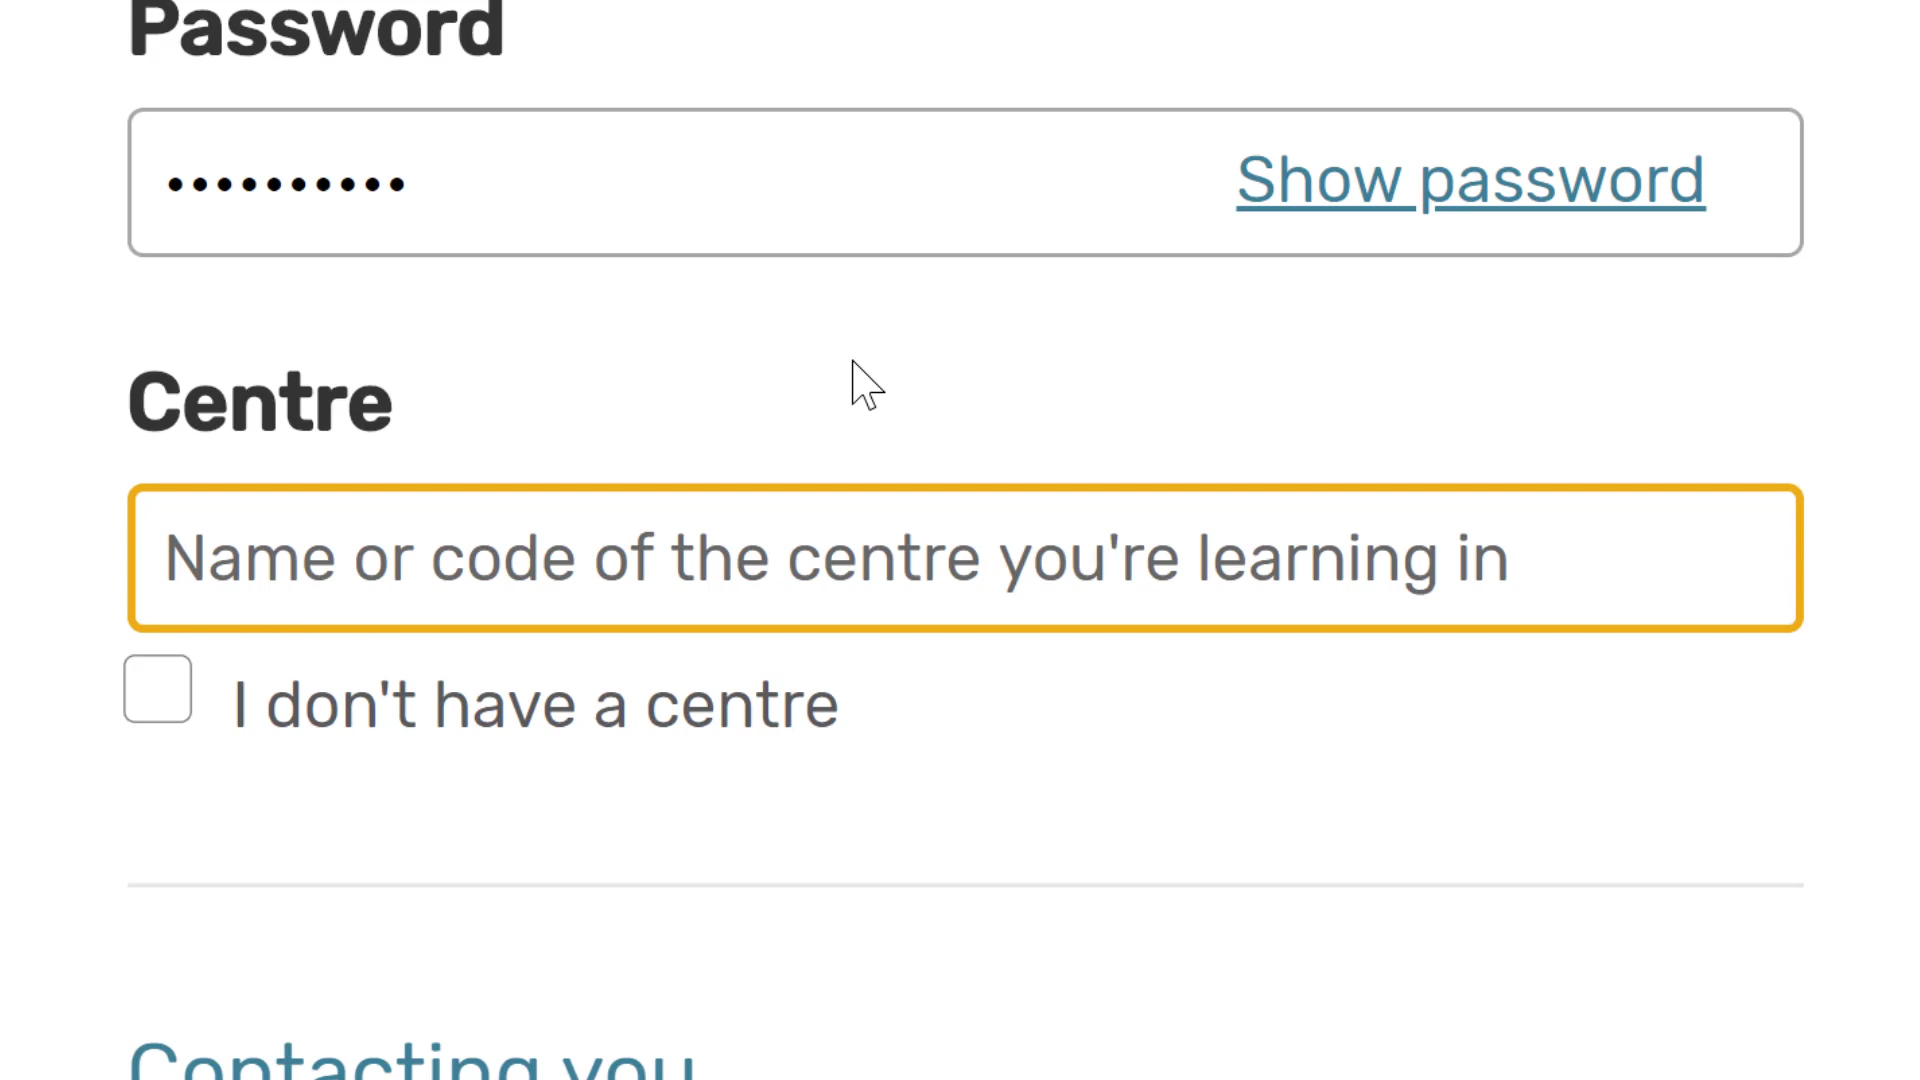 Password
••••••••••
Show password
Centre
Name or code of the centre you're learning in
I don't have a centre
Contacting you